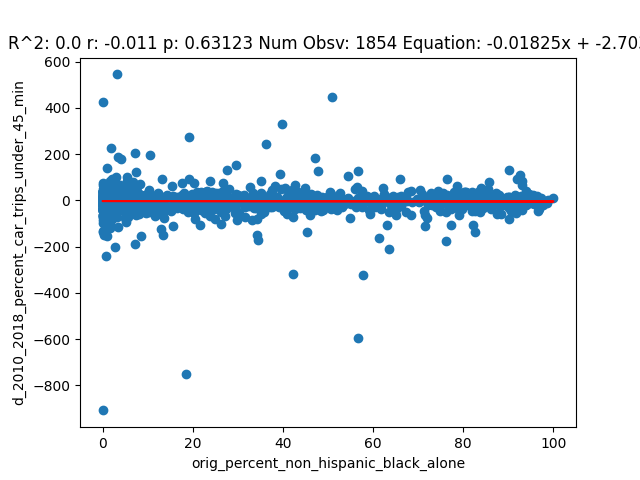 R^2: 0.0 r: -0.011 p: 0.63123 Num Obsv: 1854 Equation: -0.01825x + -2.70
d_2010_2018_percent_car_trips_under_45_min
600
400
200
0
−200
−400
−600
−800
0 20 40 60 80 100
orig_percent_non_hispanic_black_alone